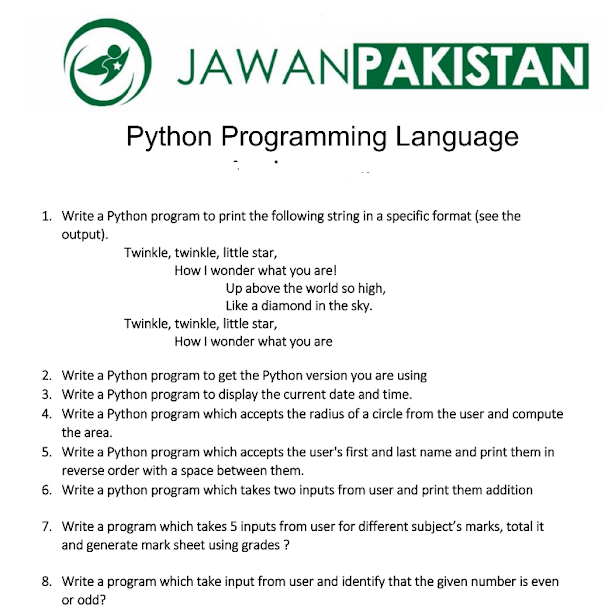 JAWANPAKISTAN
Python Programming Language
1. Write a Python program to print the following string in a specific format (see the
output).
Twinkle, twinkle, little star,
How I wonder what you are!
Up above the world so high,
Like a diamond in the sky.
Twinkle, twinkle, little star,
How I wonder what you are
2. Write a Python program to get the Python version you are using
3. Write a Python program to display the current date and time.
4. Write a Python program which accepts the radius of a circle from the user and compute
the area.
5. Write a Python program which accepts the user's first and last name and print them in
reverse order with a space between them.
6. Write a python program which takes two inputs from user and print them addition
7. Write a program which takes 5 inputs from user for different subject's marks, total it
and generate mark sheet using grades ?
8. Write a program which take input from user and identify that the given number is even
or odd?